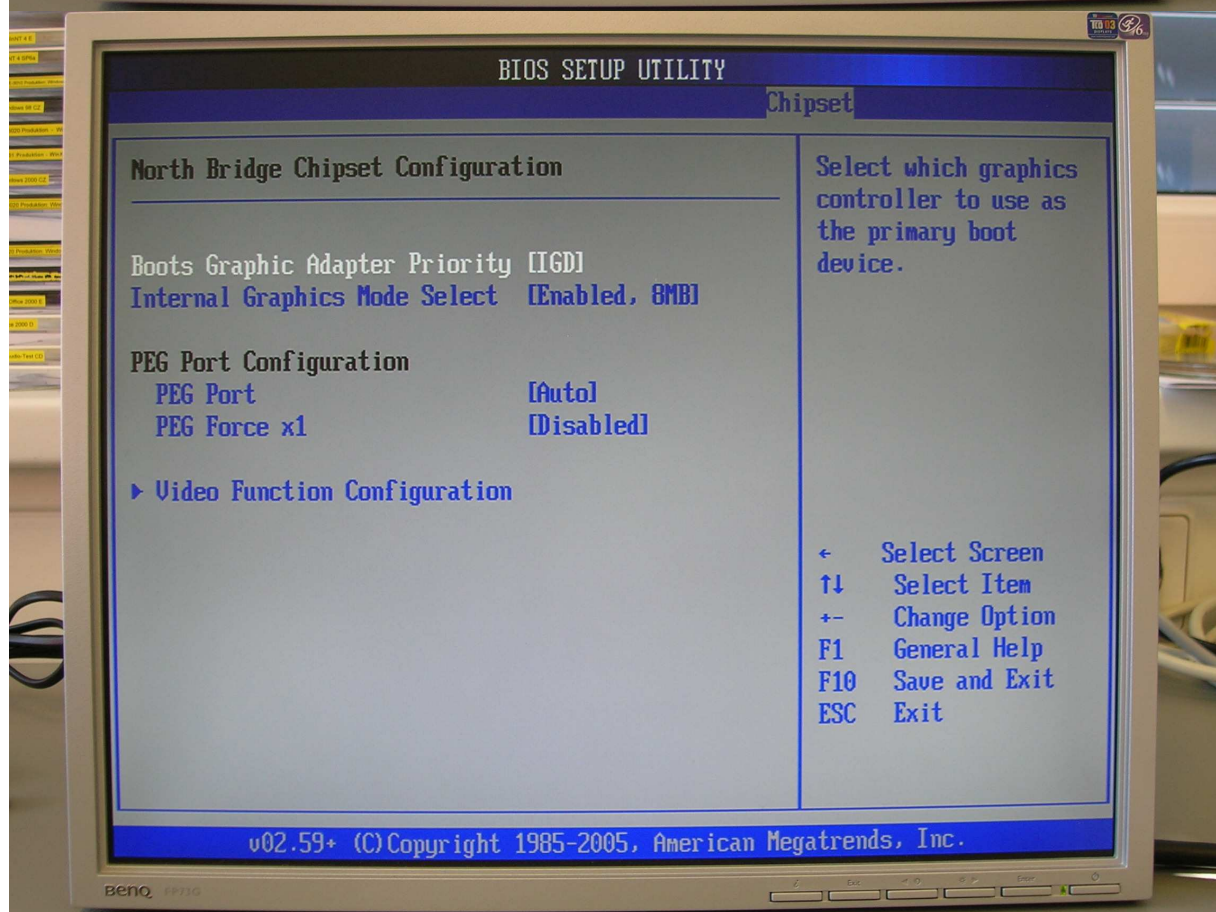 BIOS SETUP UTILITY
Chipset
North Bridge Chipset Configuration
Boots Graphic Adapter Priority [IGD]
Internal Graphics Mode Select [Enabled, 8MB]
PEG Port Configuration
PEG Port [Auto]
PEG Force x1 [Disabled]
Video Function Configuration
Select which graphics
controller to use as
the primary boot
device.
← Select Screen
↑↓ Select Item
+- Change Option
F1 General Help
F10 Save and Exit
ESC Exit
v02.59+ (C)Copyright 1985-2005, American Megatrends, Inc.
BenQ